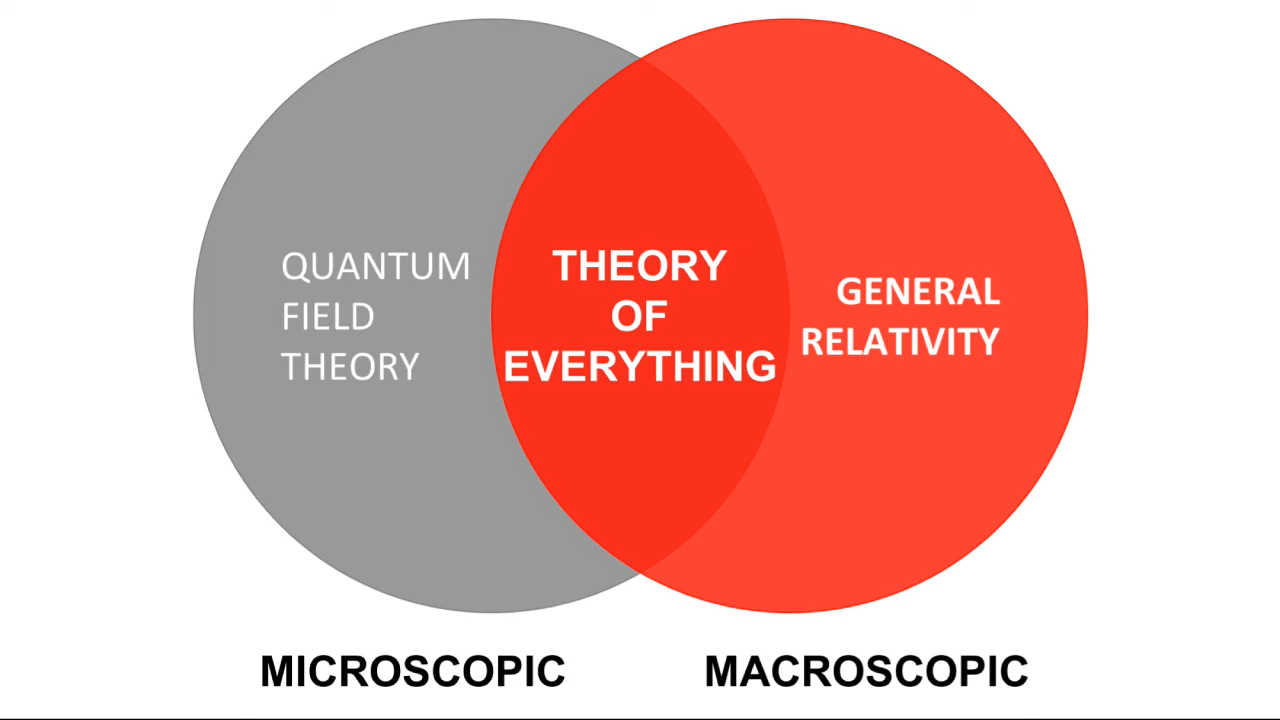 QUANTUM
FIELD
THEORY
THEORY
OF
EVERYTHING
GENERAL
RELATIVITY
MICROSCOPIC
MACROSCOPIC